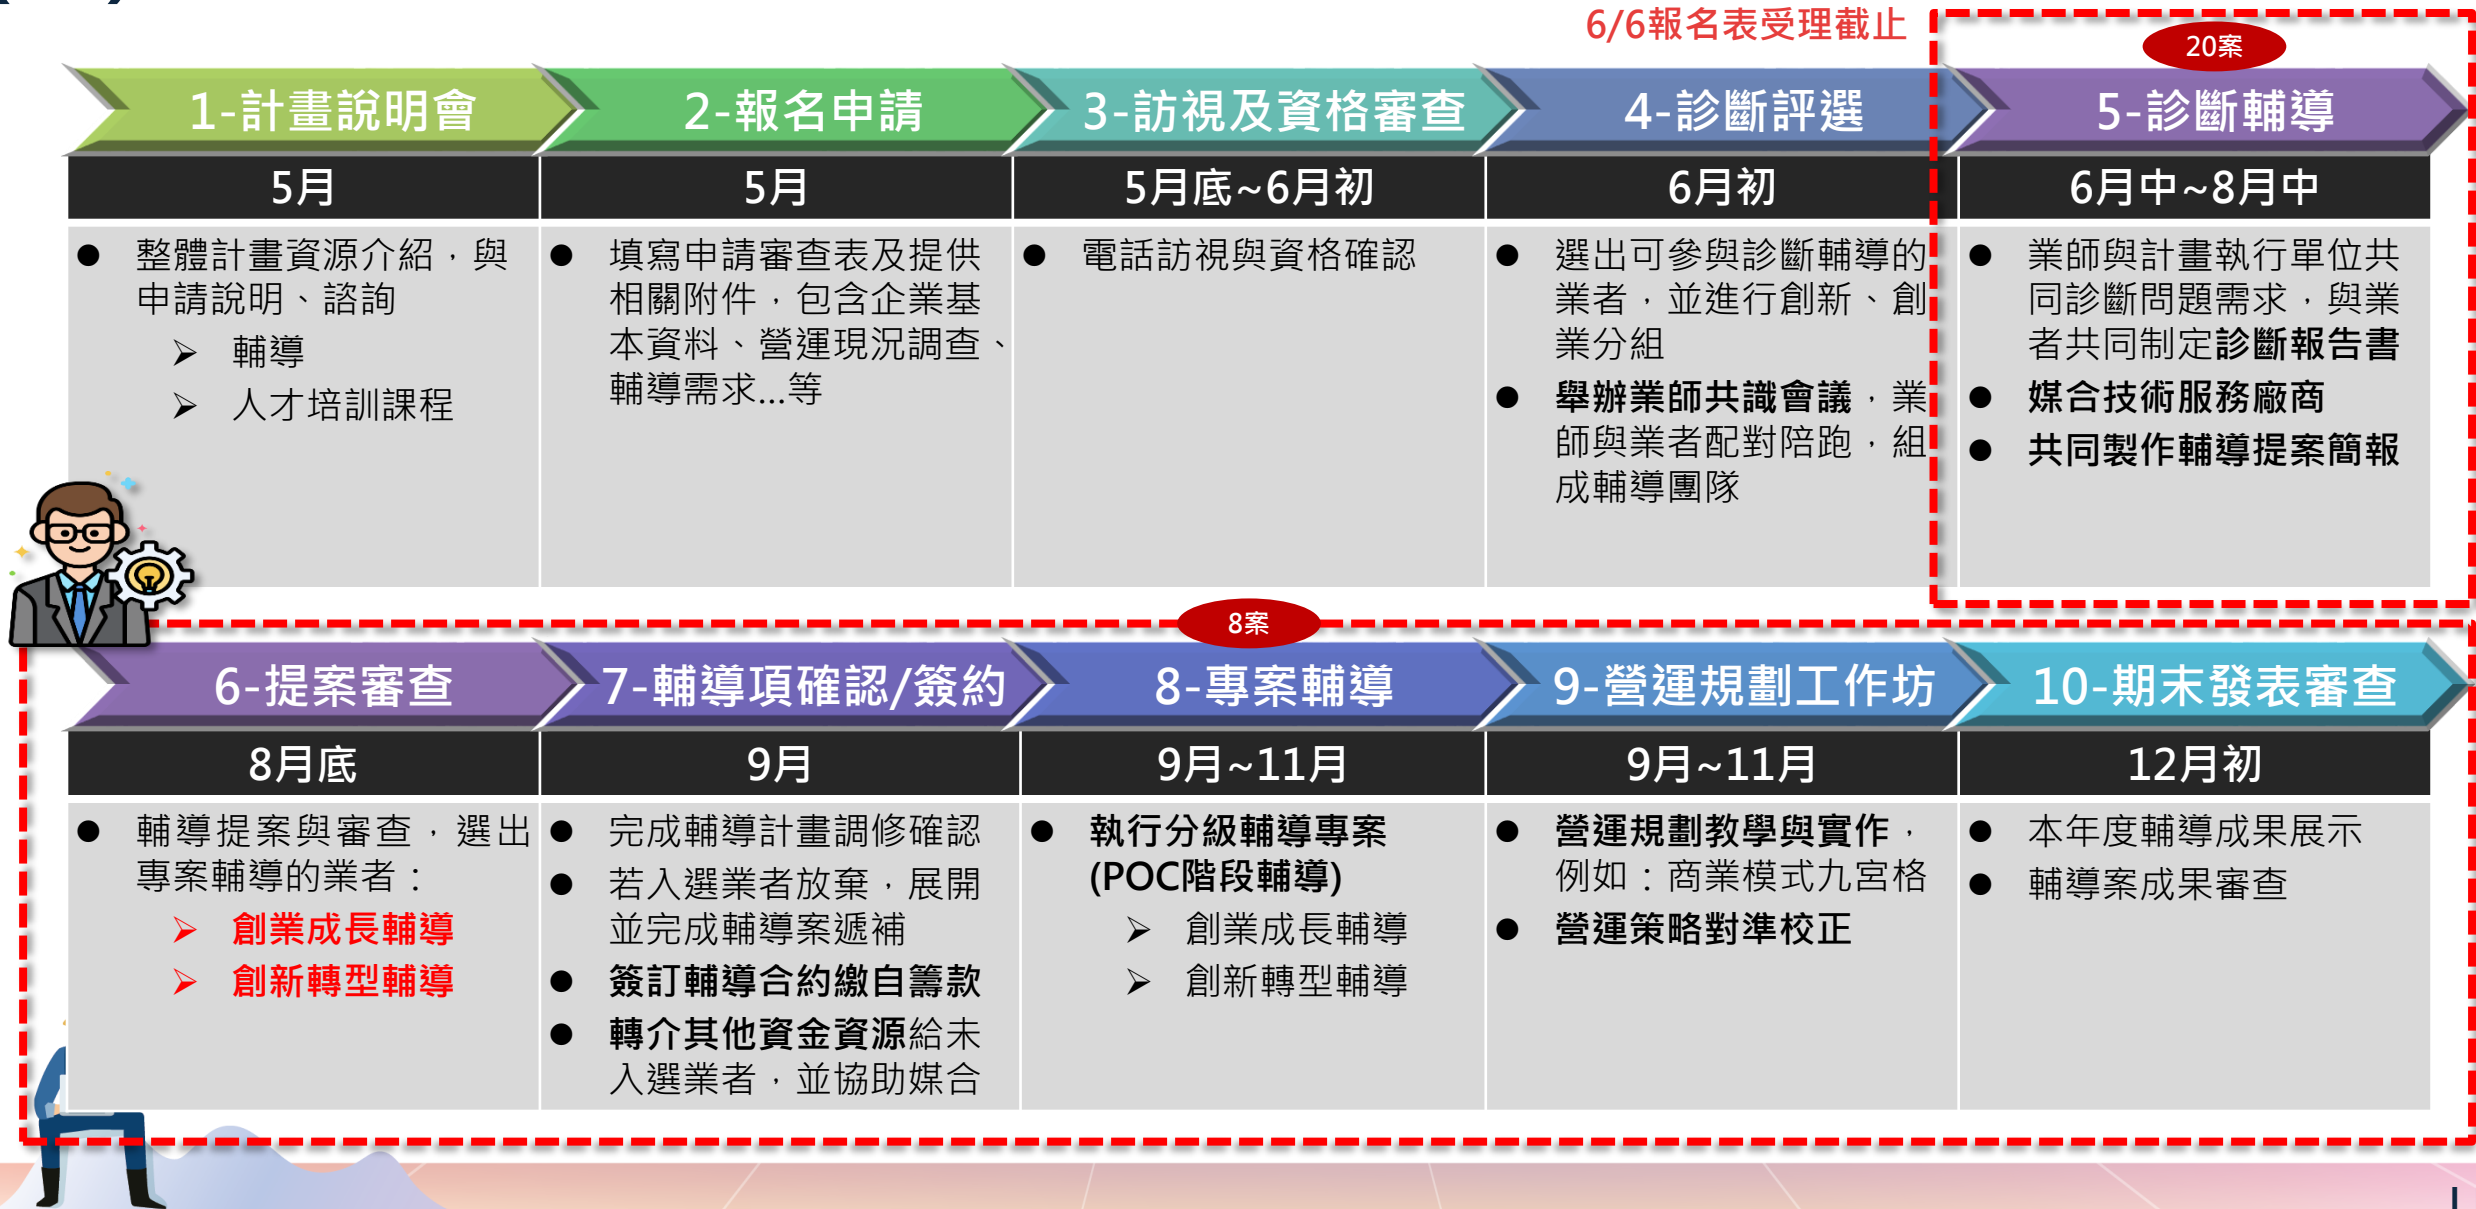 6/6報名表受理截止
20案
1-計畫說明會
2-報名申請
3-訪視及資格審查
4-診斷評選
5-診斷輔導
5月
5月
5月底~6月初
6月初
6月中~8月中
● 整體計畫資源介紹，與
申請說明、諮詢
➢ 輔導
➢ 人才培訓課程
● 填寫申請審查表及提供
相關附件，包含企業基
本資料、營運現況調查、
輔導需求...等
● 電話訪視與資格確認
● 選出可參與診斷輔導的
業者，並進行創新、創
業分組
● 舉辦業師共識會議，業
師與業者配對陪跑，組
成輔導團隊
● 業師與計畫執行單位共
同診斷問題需求，與業
者共同制定診斷報告書
● 媒合技術服務廠商
● 共同製作輔導提案簡報
8案
6-提案審查
7-輔導項確認/簽約
8-專案輔導
9-營運規劃工作坊
10-期末發表審查
8月底
9月
9月~11月
9月~11月
12月初
● 輔導提案與審查，選出
專案輔導的業者：
➢ 創業成長輔導
➢ 創新轉型輔導
● 完成輔導計畫調修確認
● 若入選業者放棄，展開
並完成輔導案遞補
● 簽訂輔導合約繳自籌款
● 轉介其他資金資源給未
入選業者，並協助媒合
● 執行分級輔導專案
(POC階段輔導)
➢ 創業成長輔導
➢ 創新轉型輔導
● 營運規劃教學與實作，
例如：商業模式九宮格
● 營運策略對準校正
● 本年度輔導成果展示
● 輔導案成果審查